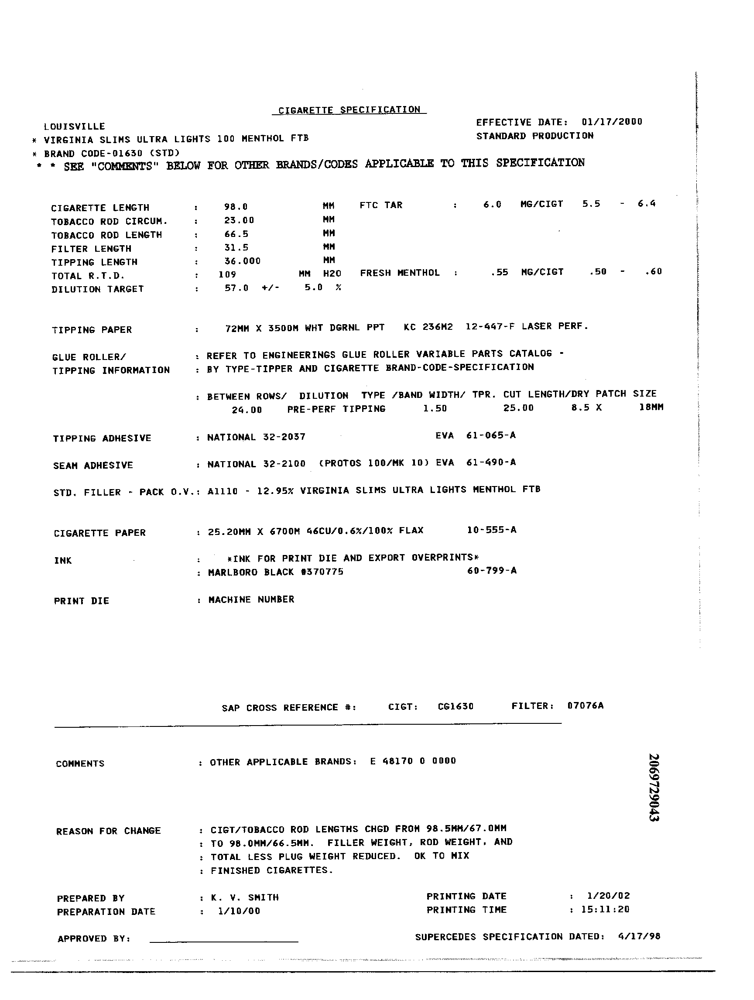 CIGARETTE SPECIFICATION
LOUISVILLE EFFECTIVE DATE: 01/17/2000
* VIRGINIA SLIMS ULTRA LIGHTS 100 MENTHOL FTB STANDARD PRODUCTION
* BRAND CODE-01630 (STD)
* * SEE "COMMENTS" BELOW FOR OTHER BRANDS/CODES APPLICABLE TO THIS SPECIFICATION
CIGARETTE LENGTH : 98.0 MM FTC TAR : 6.0 MG/CIGT 5.5 - 6.4
TOBACCO ROD CIRCUM. : 23.00 MM
TOBACCO ROD LENGTH : 66.5 MM
FILTER LENGTH : 31.5 MM
TIPPING LENGTH : 36.000 MM
TOTAL R.T.D. : 109 MM H2O FRESH MENTHOL : .55 MG/CIGT .50 - .60
DILUTION TARGET : 57.0 +/- 5.0 %
TIPPING PAPER : 72MM X 3500M WHT DGRNL PPT KC 236M2 12-447-F LASER PERF.
GLUE ROLLER/ : REFER TO ENGINEERINGS GLUE ROLLER VARIABLE PARTS CATALOG -
TIPPING INFORMATION : BY TYPE-TIPPER AND CIGARETTE BRAND-CODE-SPECIFICATION
: BETWEEN ROWS/ DILUTION TYPE /BAND WIDTH/ TPR. CUT LENGTH/DRY PATCH SIZE
24.00 PRE-PERF TIPPING 1.50 25.00 8.5 X 18MM
TIPPING ADHESIVE : NATIONAL 32-2037 EVA 61-065-A
SEAM ADHESIVE : NATIONAL 32-2100 (PROTOS 100/MK 10) EVA 61-490-A
STD. FILLER - PACK O.V.: A1110 - 12.95% VIRGINIA SLIMS ULTRA LIGHTS MENTHOL FTB
CIGARETTE PAPER : 25.20MM X 6700M 46CU/0.6%/100% FLAX 10-555-A
INK : *INK FOR PRINT DIE AND EXPORT OVERPRINTS*
: MARLBORO BLACK #370775 60-799-A
PRINT DIE : MACHINE NUMBER
SAP CROSS REFERENCE #: CIGT: CG1630 FILTER: 07076A
COMMENTS : OTHER APPLICABLE BRANDS: E 48170 0 0000
2069729043
REASON FOR CHANGE : CIGT/TOBACCO ROD LENGTHS CHGD FROM 98.5MM/67.0MM
: TO 98.0MM/66.5MM. FILLER WEIGHT, ROD WEIGHT, AND
: TOTAL LESS PLUG WEIGHT REDUCED. OK TO MIX
: FINISHED CIGARETTES.
PREPARED BY : K. V. SMITH PRINTING DATE : 1/20/02
PREPARATION DATE : 1/10/00 PRINTING TIME : 15:11:20
APPROVED BY: SUPERCEDES SPECIFICATION DATED: 4/17/98